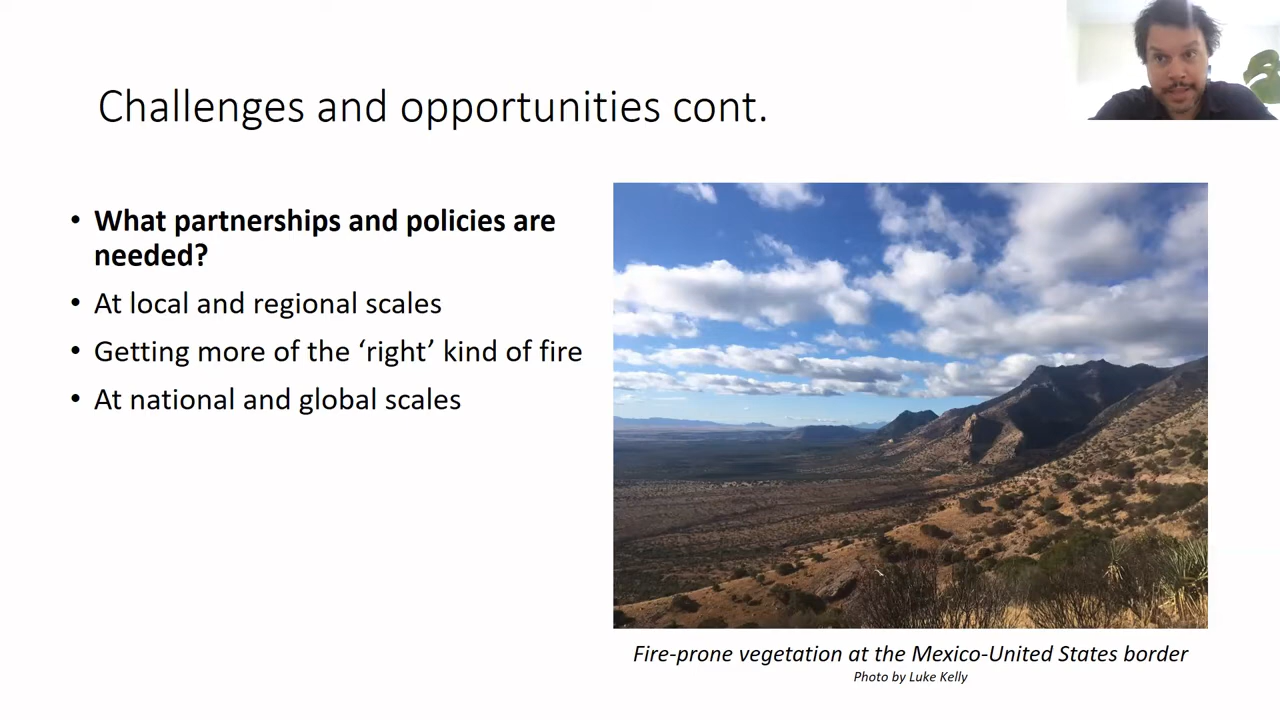 Challenges and opportunities cont.
• What partnerships and policies are
needed?
• At local and regional scales
• Getting more of the ‘right’ kind of fire
• At national and global scales
Fire-prone vegetation at the Mexico-United States border
Photo by Luke Kelly